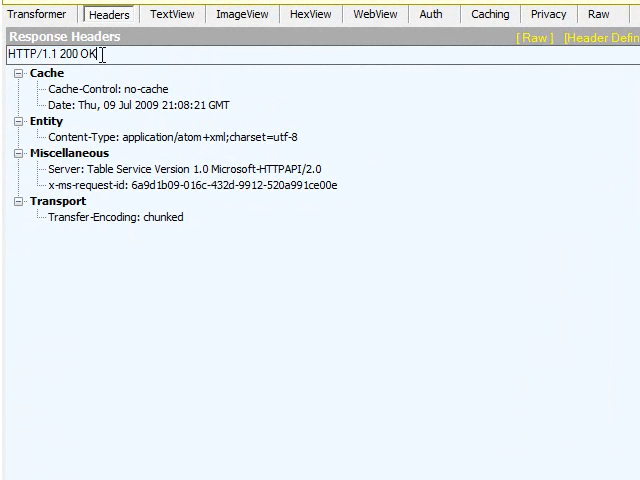 Transformer Headers TextView ImageView HexView WebView Auth Caching Privacy Raw
Response Headers [ Raw ] [Header Defin
HTTP/1.1 200 OK
Cache
Cache-Control: no-cache
Date: Thu, 09 Jul 2009 21:08:21 GMT
Entity
Content-Type: application/atom+xml;charset=utf-8
Miscellaneous
Server: Table Service Version 1.0 Microsoft-HTTPAPI/2.0
x-ms-request-id: 6a9d1b09-016c-432d-9912-520a991ce00e
Transport
Transfer-Encoding: chunked